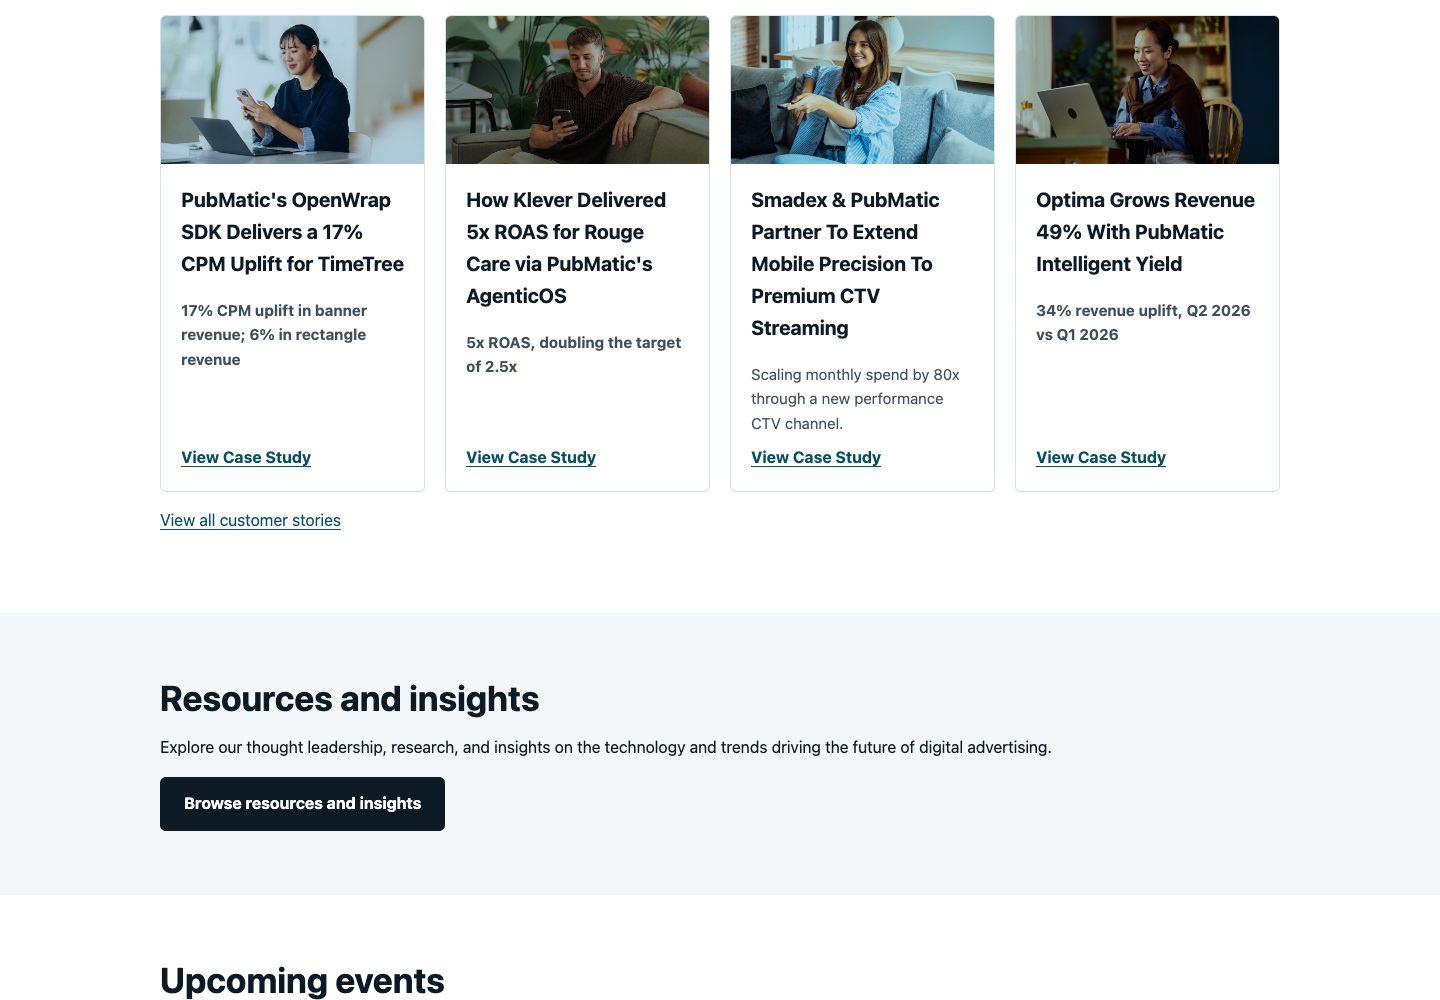 PubMatic's OpenWrap
SDK Delivers a 17%
CPM Uplift for TimeTree
17% CPM uplift in banner
revenue; 6% in rectangle
revenue
View Case Study
How Klever Delivered
5x ROAS for Rouge
Care via PubMatic's
AgenticOS
5x ROAS, doubling the target
of 2.5x
View Case Study
Smadex & PubMatic
Partner To Extend
Mobile Precision To
Premium CTV
Streaming
Scaling monthly spend by 80x
through a new performance
CTV channel.
View Case Study
Optima Grows Revenue
49% With PubMatic
Intelligent Yield
34% revenue uplift, Q2 2026
vs Q1 2026
View Case Study
View all customer stories
Resources and insights
Explore our thought leadership, research, and insights on the technology and trends driving the future of digital advertising.
Browse resources and insights
Upcoming events